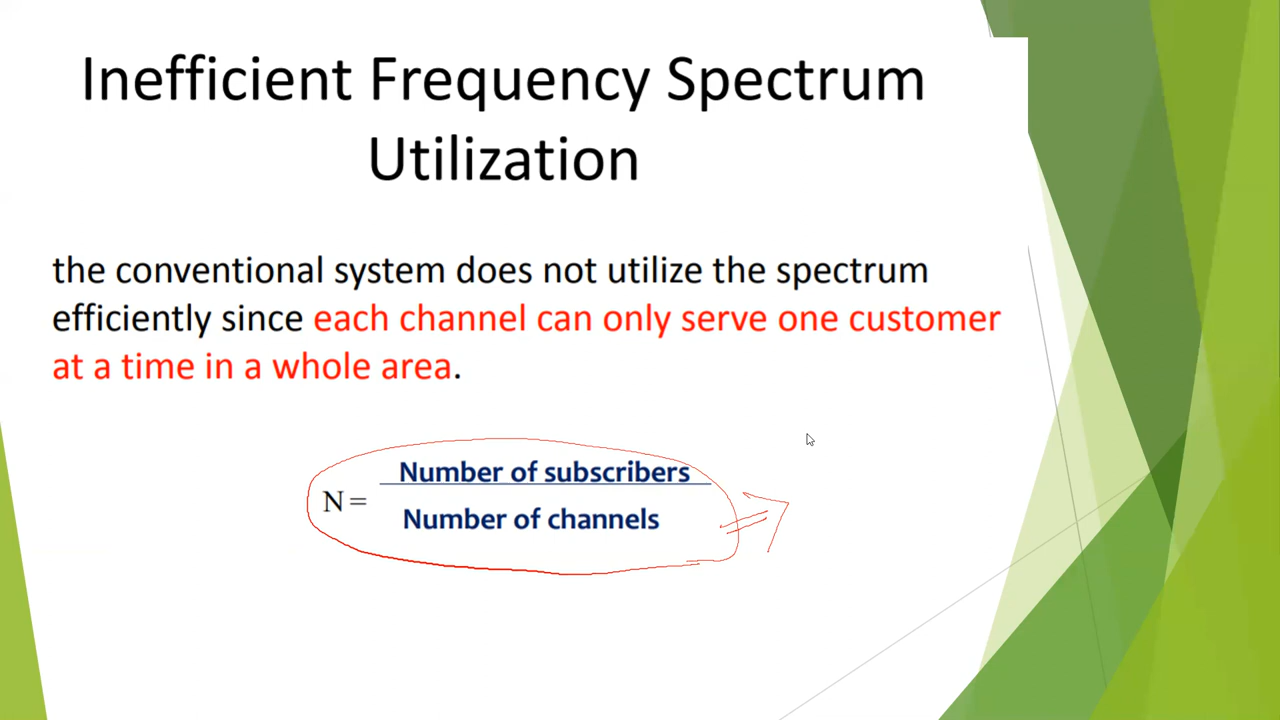 Inefficient Frequency Spectrum
Utilization
the conventional system does not utilize the spectrum
efficiently since each channel can only serve one customer
at a time in a whole area.
Number of subscribers
N =
Number of channels